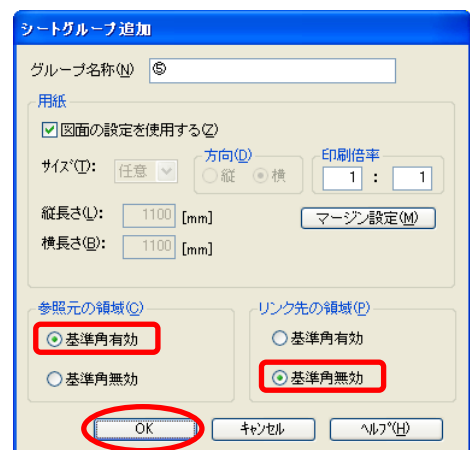 シートグループ追加
グループ名称(N) ⑤
用紙
図面の設定を使用する(Z)
サイズ(T): 任意 方向(D) 縦 横 印刷倍率 1 : 1
縦長さ(L): 1100 [mm] マージン設定(M)
横長さ(B): 1100 [mm]
参照元の領域(C) リンク先の領域(P)
基準角有効 基準角有効
基準角無効 基準角無効
OK キャンセル ヘルプ(H)